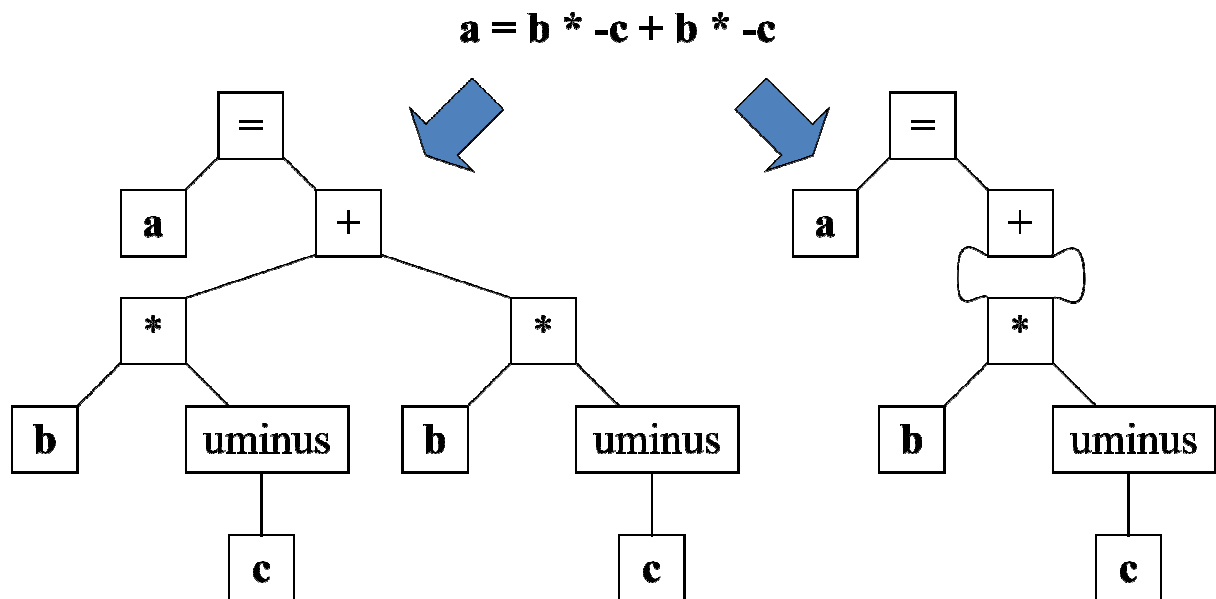 a = b * -c + b * -c
= =
a + a +
* * *
b uminus b uminus b uminus
c c c